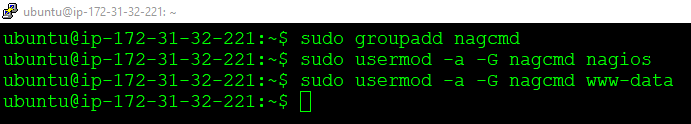 ubuntu@ip-172-31-32-221: ~
ubuntu@ip-172-31-32-221:~$ sudo groupadd nagcmd
ubuntu@ip-172-31-32-221:~$ sudo usermod -a -G nagcmd nagios
ubuntu@ip-172-31-32-221:~$ sudo usermod -a -G nagcmd www-data
ubuntu@ip-172-31-32-221:~$